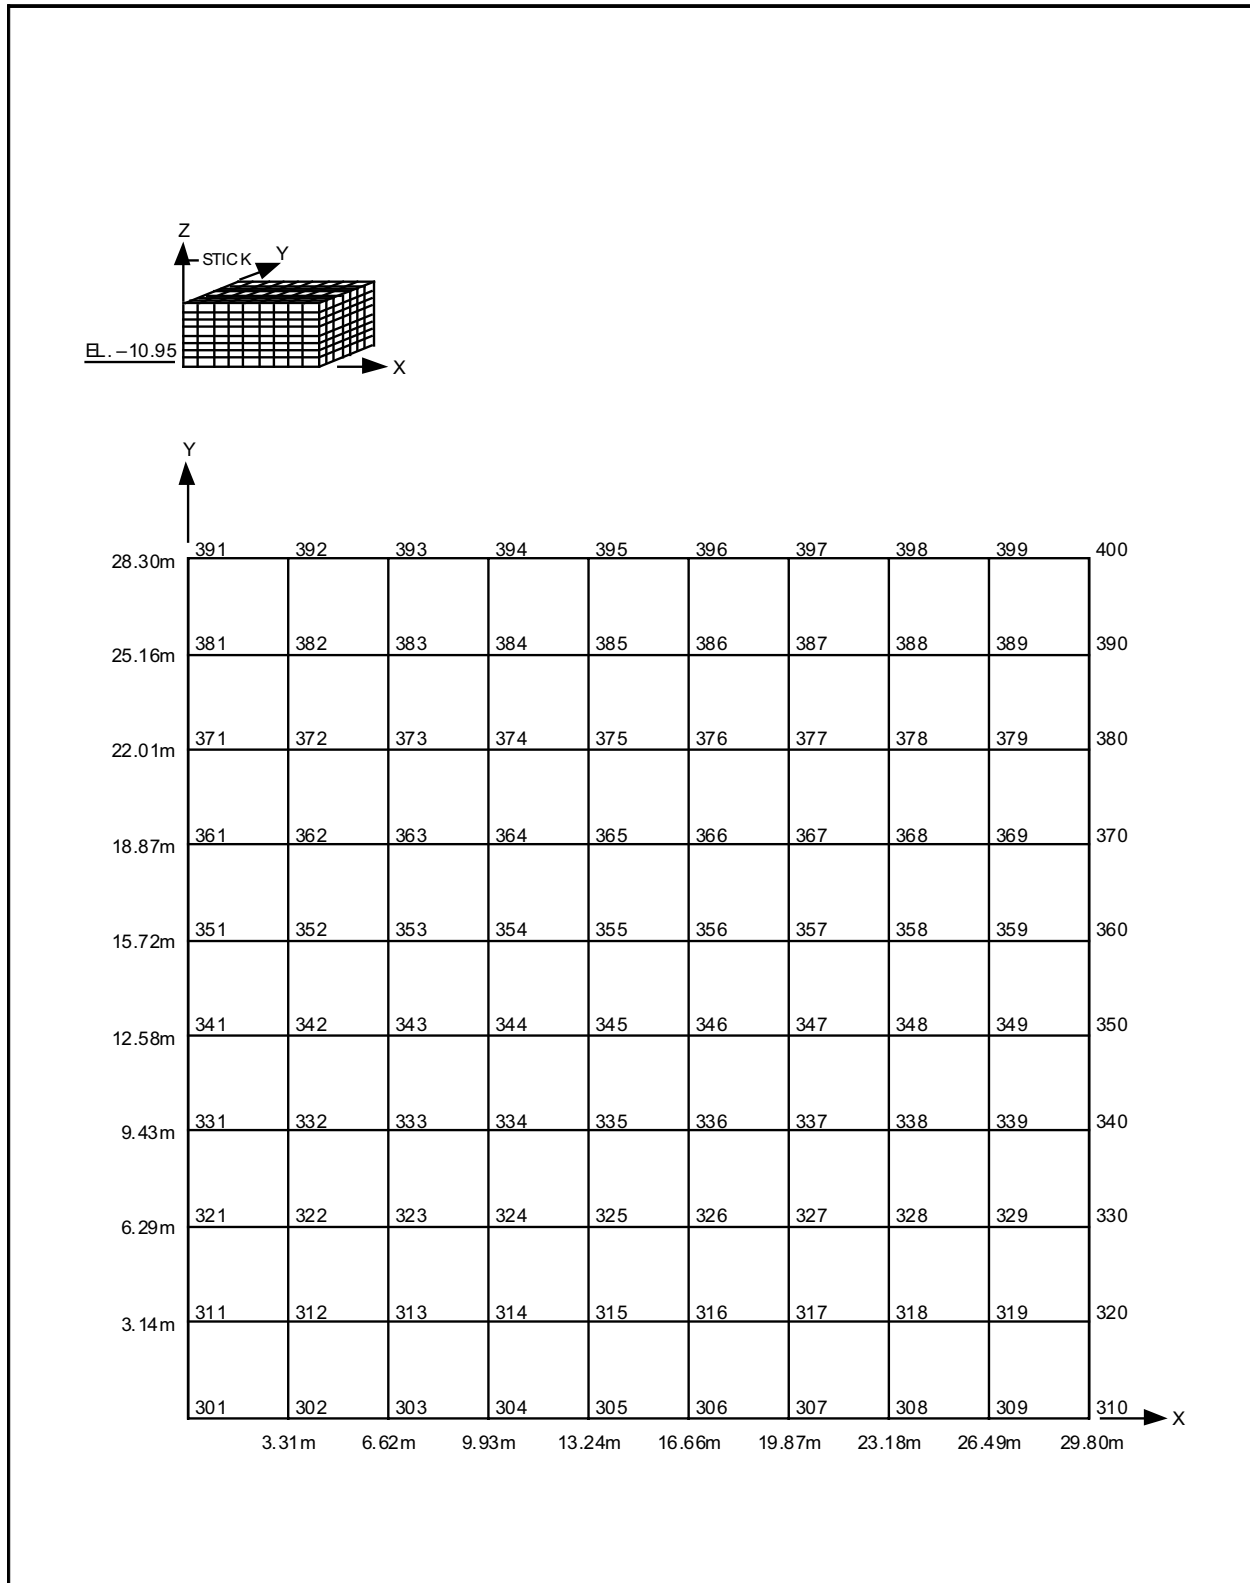 Z
STICK Y
EL. –10.95
X
Y
391 392 393 394 395 396 397 398 399 400
28.30m
381 382 383 384 385 386 387 388 389 390
25.16m
371 372 373 374 375 376 377 378 379 380
22.01m
361 362 363 364 365 366 367 368 369 370
18.87m
351 352 353 354 355 356 357 358 359 360
15.72m
341 342 343 344 345 346 347 348 349 350
12.58m
331 332 333 334 335 336 337 338 339 340
9.43m
321 322 323 324 325 326 327 328 329 330
6.29m
311 312 313 314 315 316 317 318 319 320
3.14m
301 302 303 304 305 306 307 308 309 310 X
3.31m 6.62m 9.93m 13.24m 16.66m 19.87m 23.18m 26.49m 29.80m